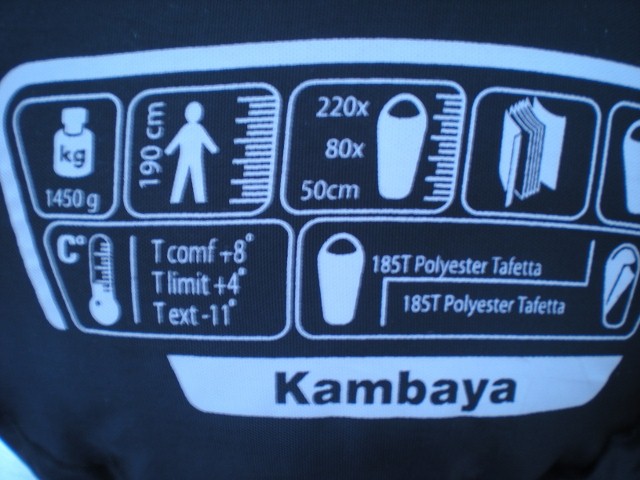 kg
1450 g
190 cm
220x
80x
50cm
C°
T comf +8°
T limit +4°
T ext -11°
185T Polyester Tafetta
185T Polyester Tafetta
Kambaya